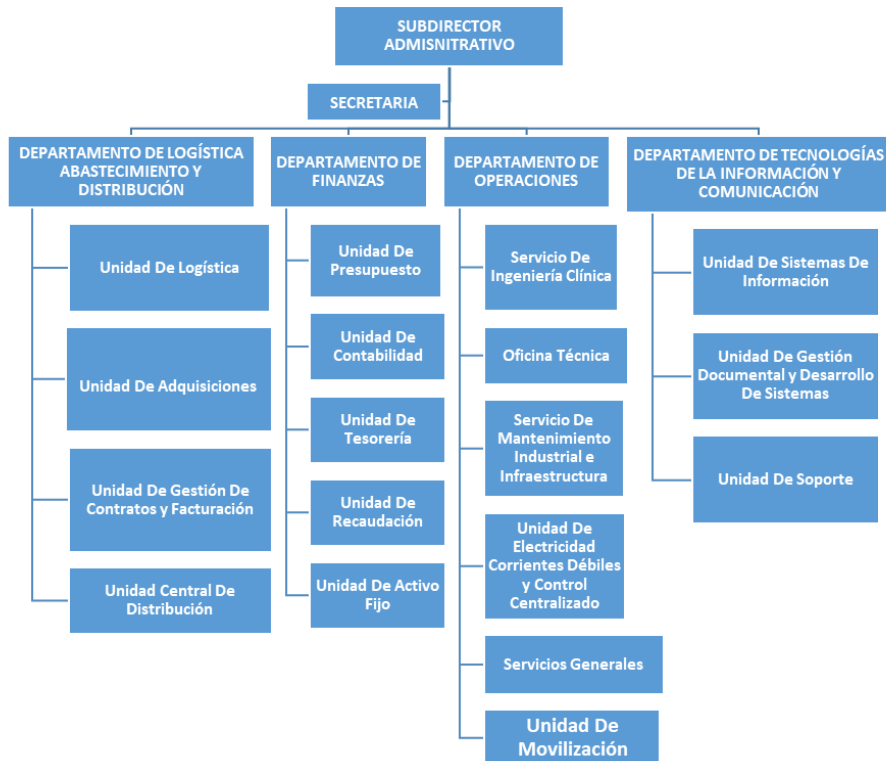 SUBDIRECTOR
ADMISNITRATIVO
SECRETARIA
DEPARTAMENTO DE LOGÍSTICA
ABASTECIMIENTO Y
DISTRIBUCIÓN
Unidad De Logística
Unidad De Adquisiciones
Unidad De Gestión De
Contratos y Facturación
Unidad Central De
Distribución
DEPARTAMENTO DE
FINANZAS
Unidad De
Presupuesto
Unidad De
Contabilidad
Unidad De
Tesorería
Unidad De
Recaudación
Unidad De Activo
Fijo
DEPARTAMENTO DE
OPERACIONES
Servicio De
Ingeniería Clínica
Oficina Técnica
Servicio De
Mantenimiento
Industrial e
Infraestructura
Unidad De
Electricidad
Corrientes Débiles
y Control
Centralizado
Servicios Generales
Unidad De
Movilización
DEPARTAMENTO DE TECNOLOGÍAS
DE LA INFORMACIÓN Y
COMUNICACIÓN
Unidad De Sistemas De
Información
Unidad De Gestión
Documental y Desarrollo
De Sistemas
Unidad De Soporte